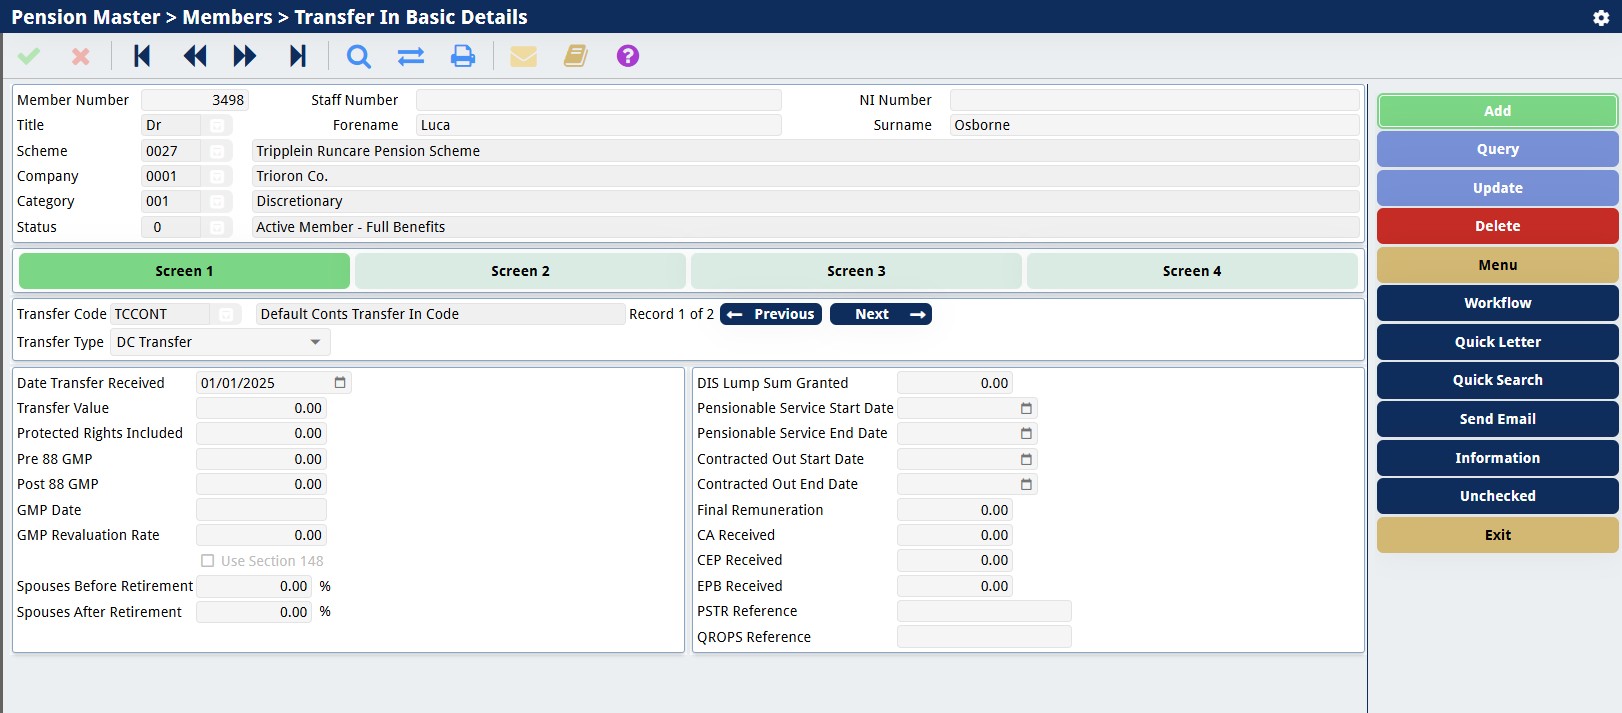 Pension Master > Members > Transfer In Basic Details
Member Number 3498 Staff Number NI Number
Title Dr Forename Luca Surname Osborne
Scheme 0027 Tripplein Runcare Pension Scheme
Company 0001 Trioron Co.
Category 001 Discretionary
Status 0 Active Member - Full Benefits
Screen 1 Screen 2 Screen 3 Screen 4
Transfer Code TCCONT Default Conts Transfer In Code Record 1 of 2 Previous Next
Transfer Type DC Transfer
Date Transfer Received 01/01/2025
Transfer Value 0.00
Protected Rights Included 0.00
Pre 88 GMP 0.00
Post 88 GMP 0.00
GMP Date
GMP Revaluation Rate 0.00
Use Section 148
Spouses Before Retirement 0.00 %
Spouses After Retirement 0.00 %
DIS Lump Sum Granted 0.00
Pensionable Service Start Date
Pensionable Service End Date
Contracted Out Start Date
Contracted Out End Date
Final Remuneration 0.00
CA Received 0.00
CEP Received 0.00
EPB Received 0.00
PSTR Reference
QROPS Reference
Add
Query
Update
Delete
Menu
Workflow
Quick Letter
Quick Search
Send Email
Information
Unchecked
Exit